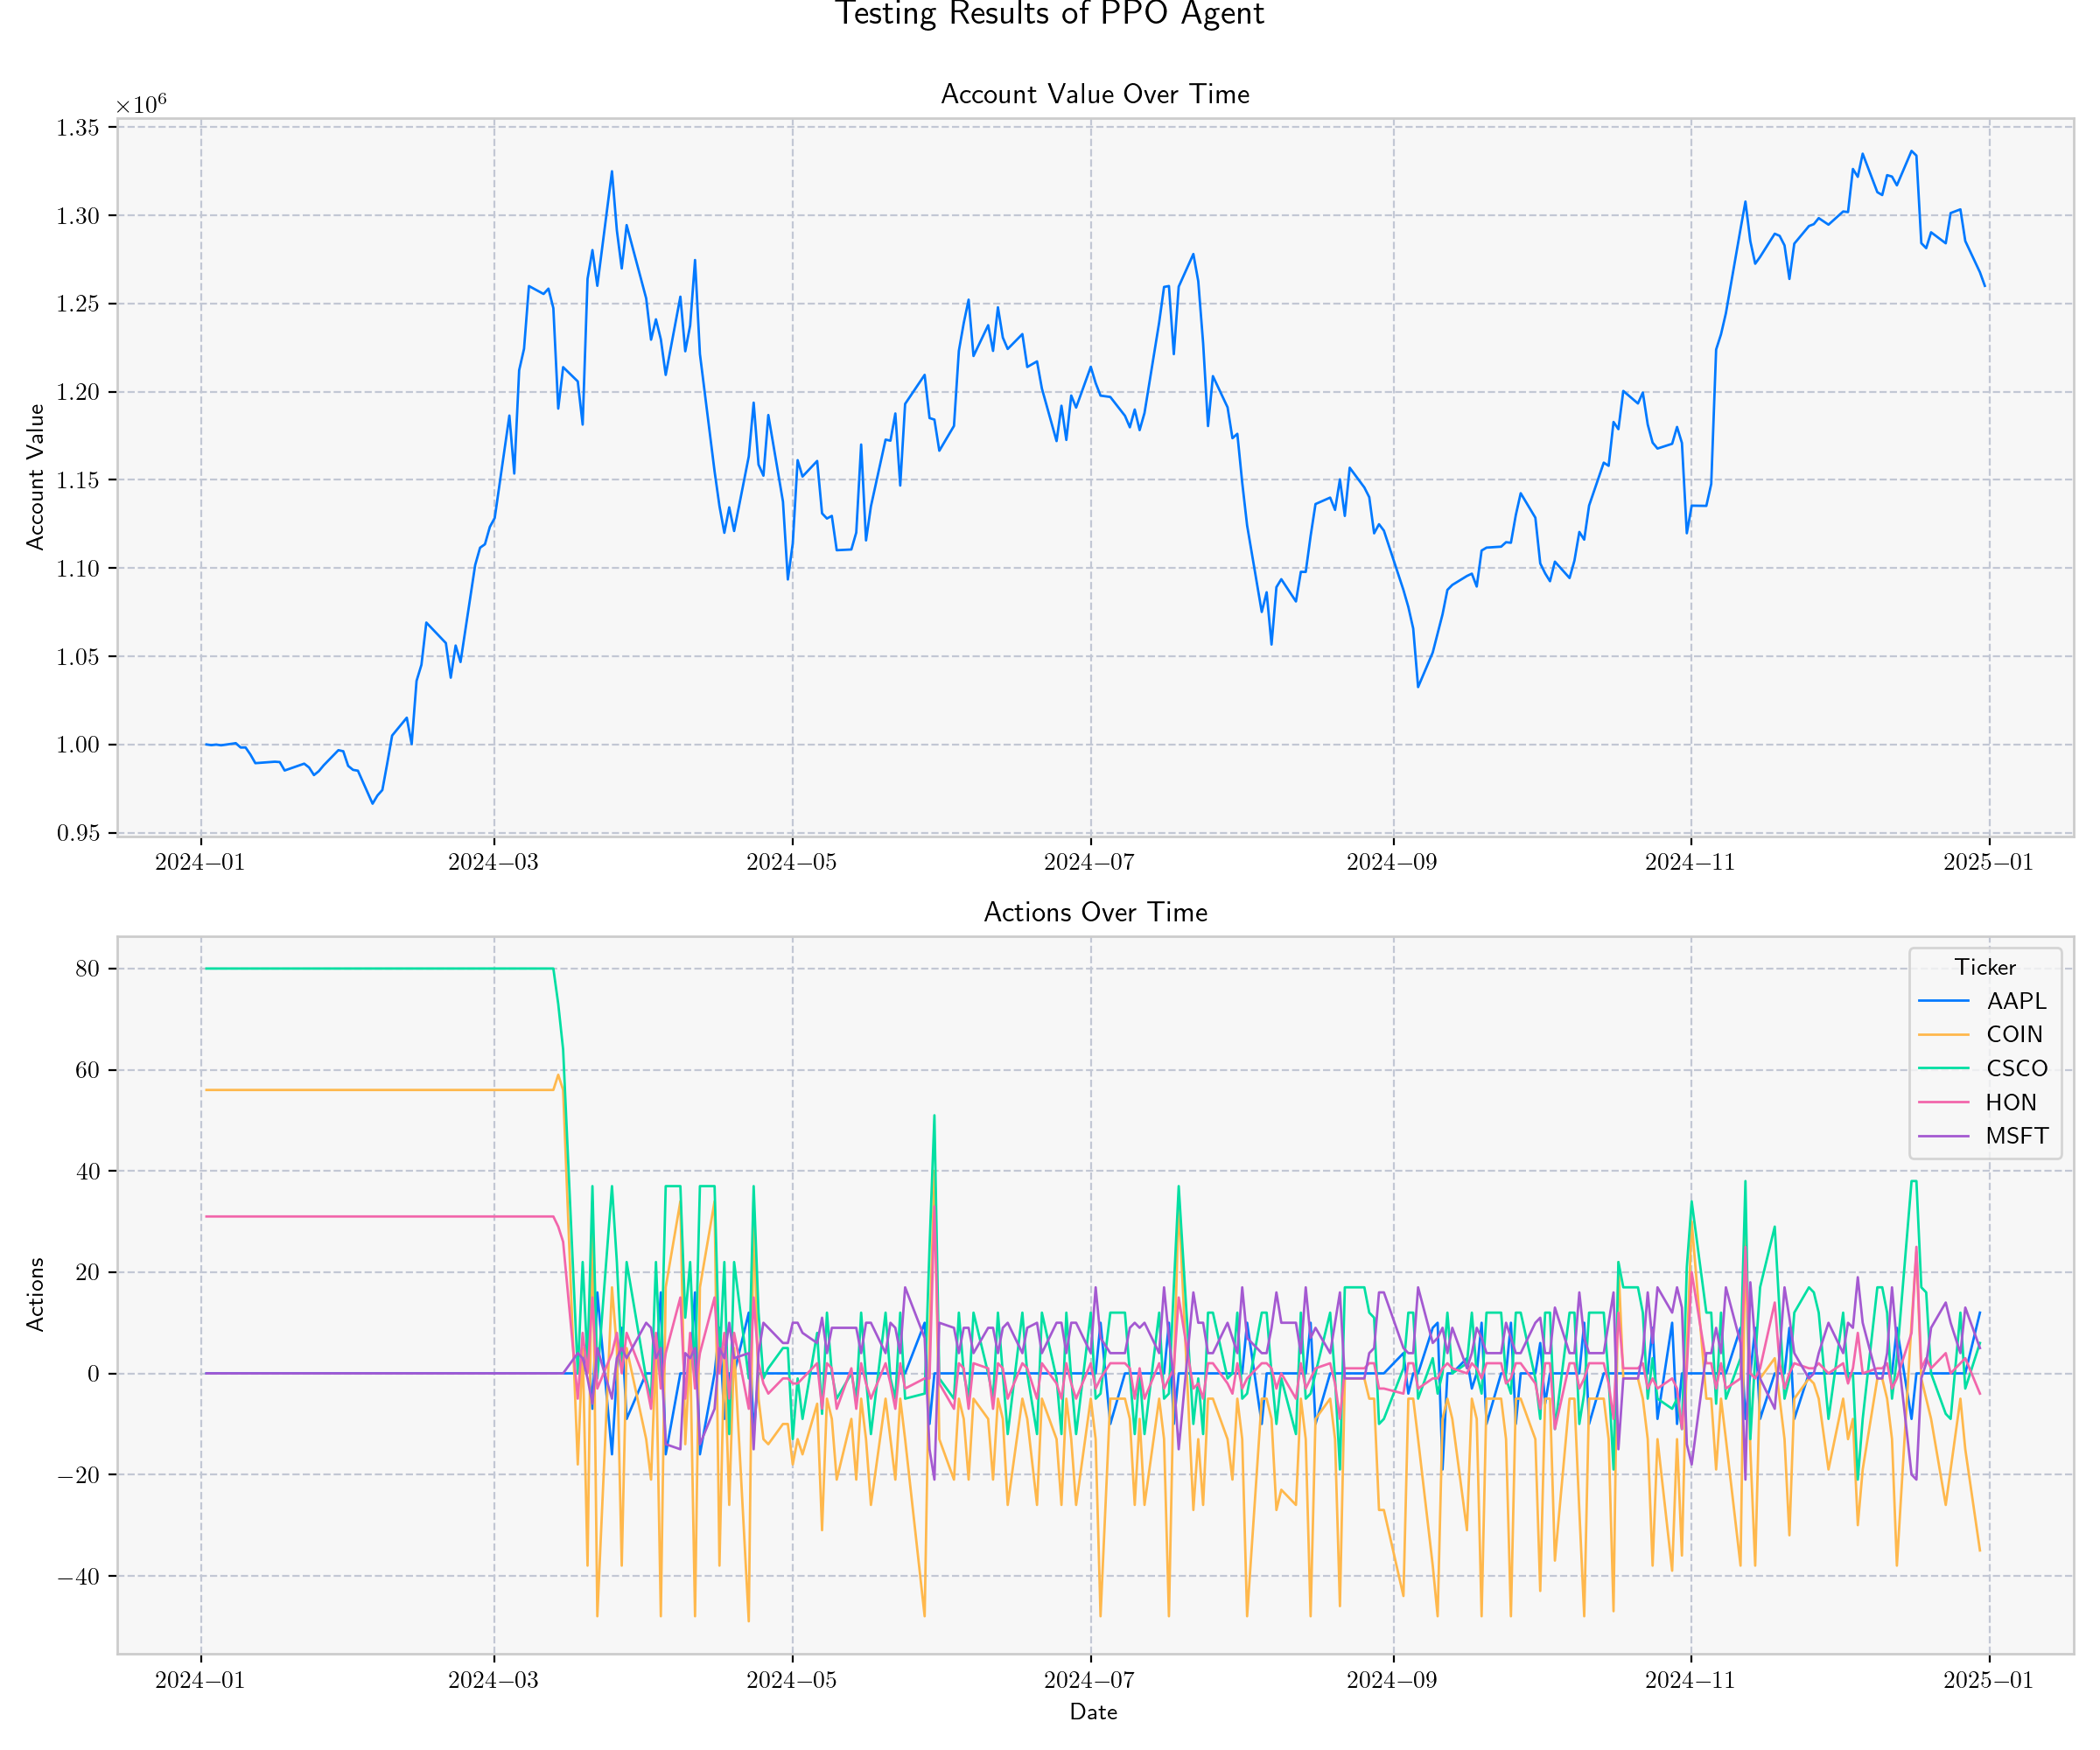 Testing Results of PPO Agent
Account Value Over Time
×10⁶
1.35
1.30
1.25
1.20
1.15
1.10
1.05
1.00
0.95
Account Value
2024−01 2024−03 2024−05 2024−07 2024−09 2024−11 2025−01
Actions Over Time
80
60
40
20
0
−20
−40
Actions
Ticker
AAPL
COIN
CSCO
HON
MSFT
2024−01 2024−03 2024−05 2024−07 2024−09 2024−11 2025−01
Date